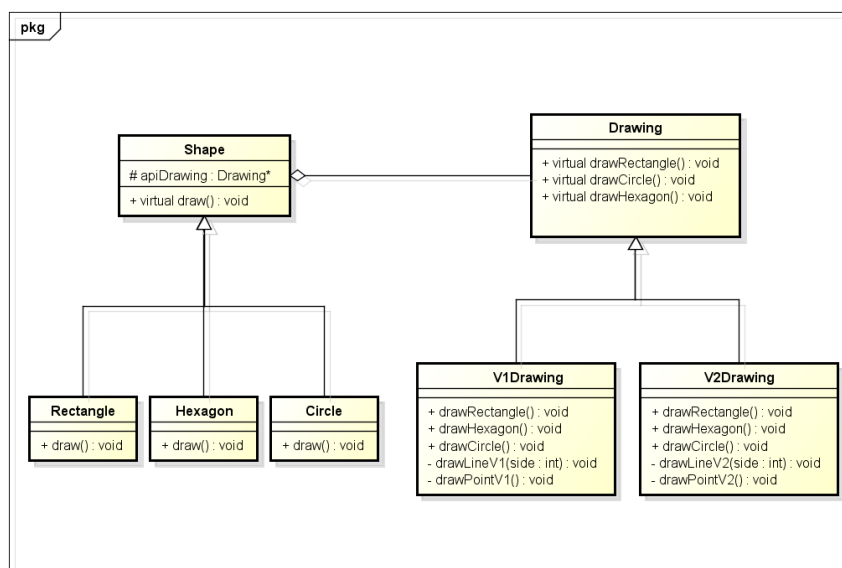 pkg
Shape
# apiDrawing : Drawing*
+ virtual draw() : void
Drawing
+ virtual drawRectangle() : void
+ virtual drawCircle() : void
+ virtual drawHexagon() : void
Rectangle
+ draw() : void
Hexagon
+ draw() : void
Circle
+ draw() : void
V1Drawing
+ drawRectangle() : void
+ drawHexagon() : void
+ drawCircle() : void
- drawLineV1(side : int) : void
- drawPointV1() : void
V2Drawing
+ drawRectangle() : void
+ drawHexagon() : void
+ drawCircle() : void
- drawLineV2(side : int) : void
- drawPointV2() : void